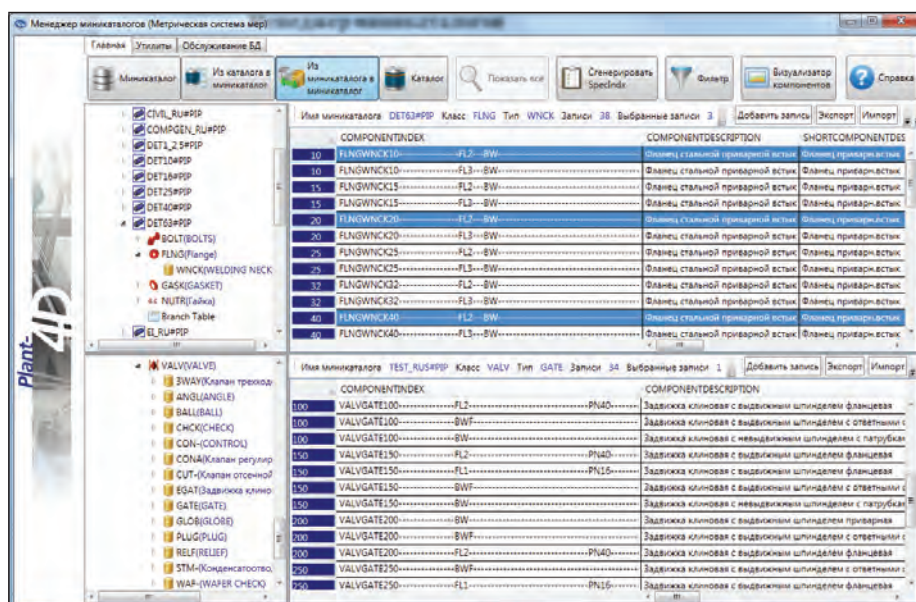 Менеджер миникаталогов (Метрическая система мер)
Главная Утилиты Обслуживание БД
Миникаталог
Из каталога в миникаталог
Из миникаталога в миникаталог
Каталог
Показать все
Сгенерировать SpecIndx
Фильтр
Визуализатор компонентов
Справка
CIVIL_RU#PIP
COMPGEN_RU#PIP
DET1_2.5#PIP
DET10#PIP
DET16#PIP
DET25#PIP
DET40#PIP
DET63#PIP
BOLT(BOLTS)
FLNG(Flange)
WNCK(WELDING NECK
GASK(GASKET)
NUTR(Гайка)
Branch Table
EI_RU#PIP
Имя миникаталога DET63#PIP Класс FLNG Тип WNCK Записи 38 Выбранные записи 3 Добавить запись Экспорт Импорт
COMPONENTINDEX COMPONENTDESCRIPTION SHORTCOMPONENTDES
10 FLNGWNCK10------------------FL2---BW------------------ Фланец стальной приварной встык Фланец приварн.встык
10 FLNGWNCK10------------------FL3---BW------------------ Фланец стальной приварной встык Фланец приварн.встык
15 FLNGWNCK15------------------FL2---BW------------------ Фланец стальной приварной встык Фланец приварн.встык
15 FLNGWNCK15------------------FL3---BW------------------ Фланец стальной приварной встык Фланец приварн.встык
20 FLNGWNCK20------------------FL2---BW------------------ Фланец стальной приварной встык Фланец приварн.встык
20 FLNGWNCK20------------------FL3---BW------------------ Фланец стальной приварной встык Фланец приварн.встык
25 FLNGWNCK25------------------FL2---BW------------------ Фланец стальной приварной встык Фланец приварн.встык
25 FLNGWNCK25------------------FL3---BW------------------ Фланец стальной приварной встык Фланец приварн.встык
32 FLNGWNCK32------------------FL2---BW------------------ Фланец стальной приварной встык Фланец приварн.встык
32 FLNGWNCK32------------------FL3---BW------------------ Фланец стальной приварной встык Фланец приварн.встык
40 FLNGWNCK40------------------FL2---BW------------------ Фланец стальной приварной встык Фланец приварн.встык
40 FLNGWNCK40------------------FL3---BW------------------ Фланец стальной приварной встык Фланец приварн.встык
Plant-4D
VALV(VALVE)
3WAY(Клапан трехходо
ANGL(ANGLE)
BALL(BALL)
CHCK(CHECK)
CON-(CONTROL)
CONA(Клапан регулир
CUT-(Клапан отсечной
EGAT(Задвижка клино
GATE(GATE)
GLOB(GLOBE)
PLUG(PLUG)
RELF(RELIEF)
STM-(Конденсатоотво,
WAF-(WAFER CHECK)
Имя миникаталога TEST_RUS#PIP Класс VALV Тип GATE Записи 34 Выбранные записи 1 Добавить запись Экспорт Импорт
COMPONENTINDEX COMPONENTDESCRIPTION
100 VALVGATE100-----------------FL2------------------------PN40------- Задвижка клиновая с выдвижным шпинделем фланцевая
100 VALVGATE100-----------------BWF------------------ Задвижка клиновая с выдвижным шпинделем с ответными с
100 VALVGATE100-----------------BW------------------ Задвижка клиновая с невыдвижным шпинделем с патрубкам
150 VALVGATE150-----------------FL2------------------------PN40------- Задвижка клиновая с выдвижным шпинделем фланцевая
150 VALVGATE150-----------------FL1------------------------PN16------- Задвижка клиновая с выдвижным шпинделем фланцевая
150 VALVGATE150-----------------BWF------------------ Задвижка клиновая с выдвижным шпинделем с ответными с
150 VALVGATE150-----------------BW------------------ Задвижка клиновая с невыдвижным шпинделем с патрубкам
200 VALVGATE200-----------------BW------------------ Задвижка клиновая с выдвижным шпинделем приварная
200 VALVGATE200-----------------BWF------------------ Задвижка клиновая с выдвижным шпинделем с ответными с
200 VALVGATE200-----------------FL2------------------------PN40------- Задвижка клиновая с выдвижным шпинделем фланцевая
250 VALVGATE250-----------------BWF------------------ Задвижка клиновая с выдвижным шпинделем с ответными с
250 VALVGATE250-----------------FL1------------------------PN16------- Задвижка клиновая с выдвижным шпинделем фланцевая